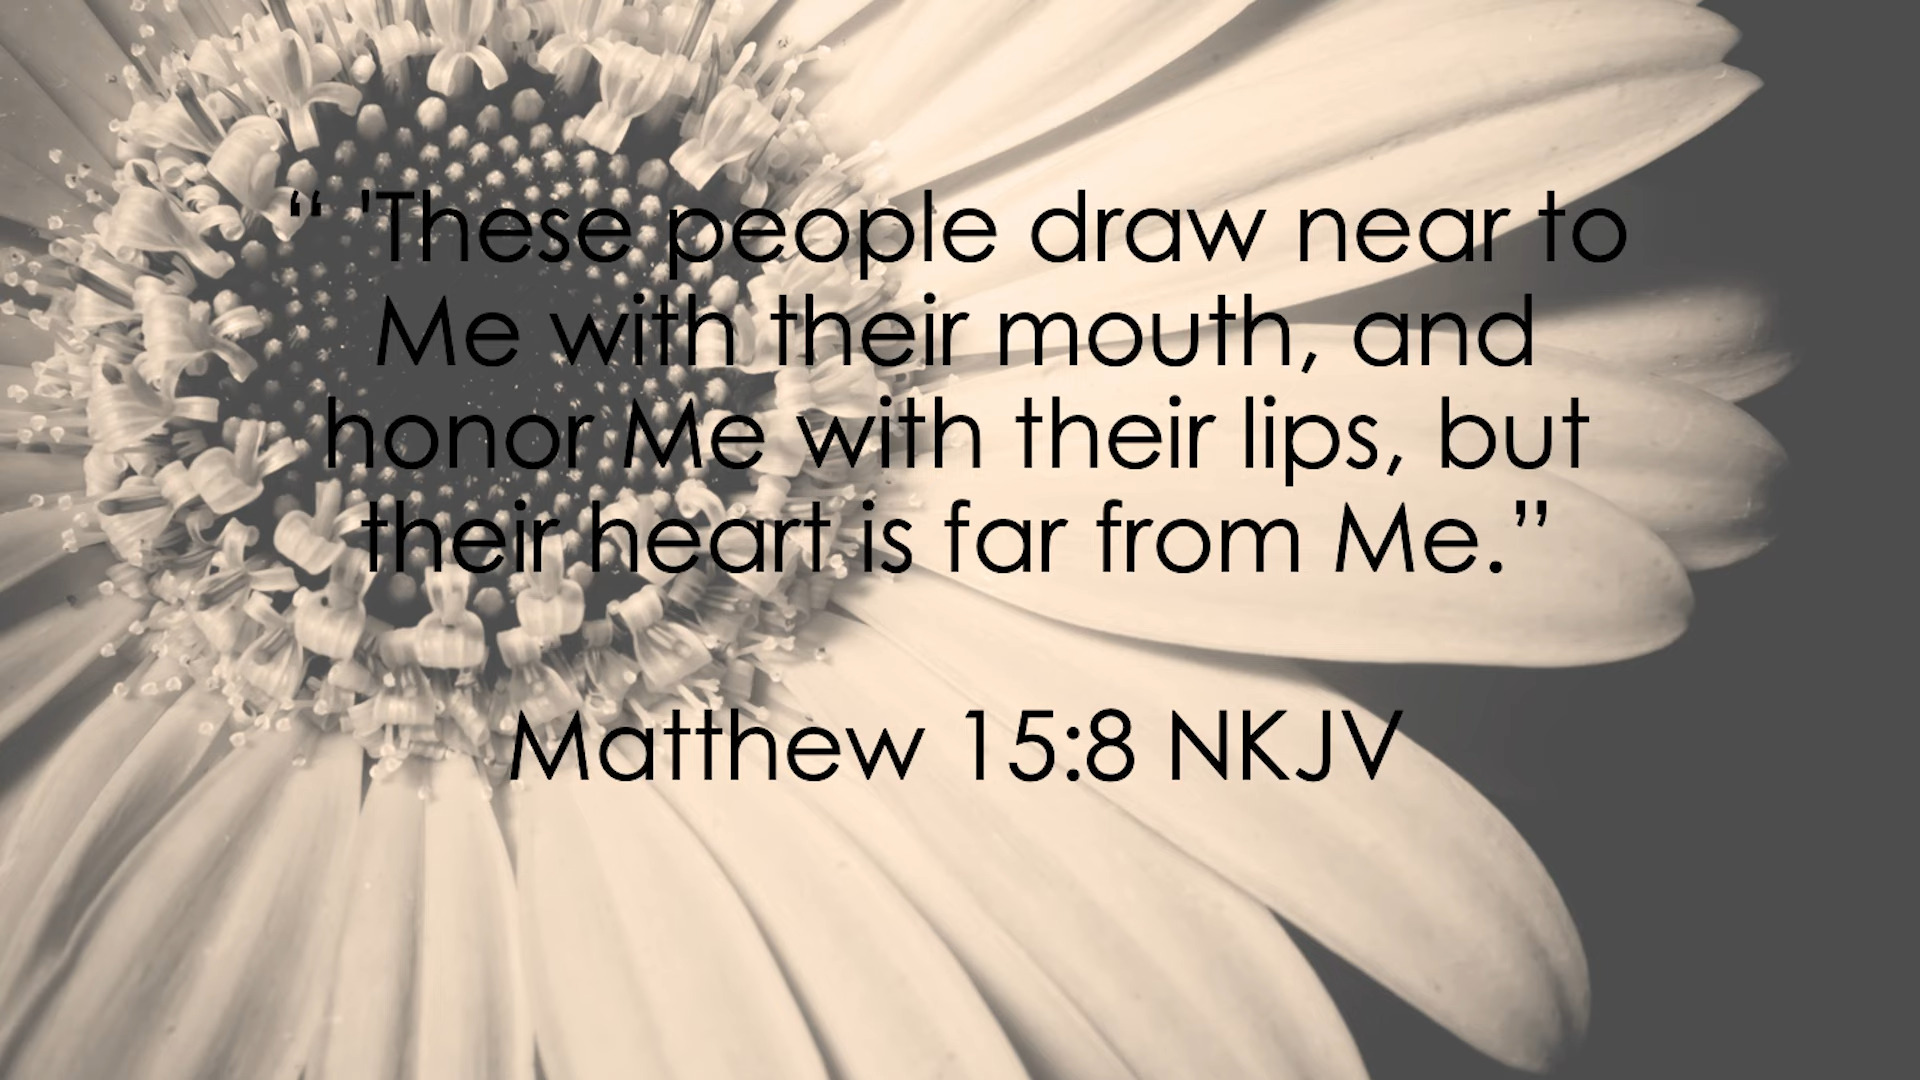 “ 'These people draw near to
Me with their mouth, and
honor Me with their lips, but
their heart is far from Me.”
Matthew 15:8 NKJV